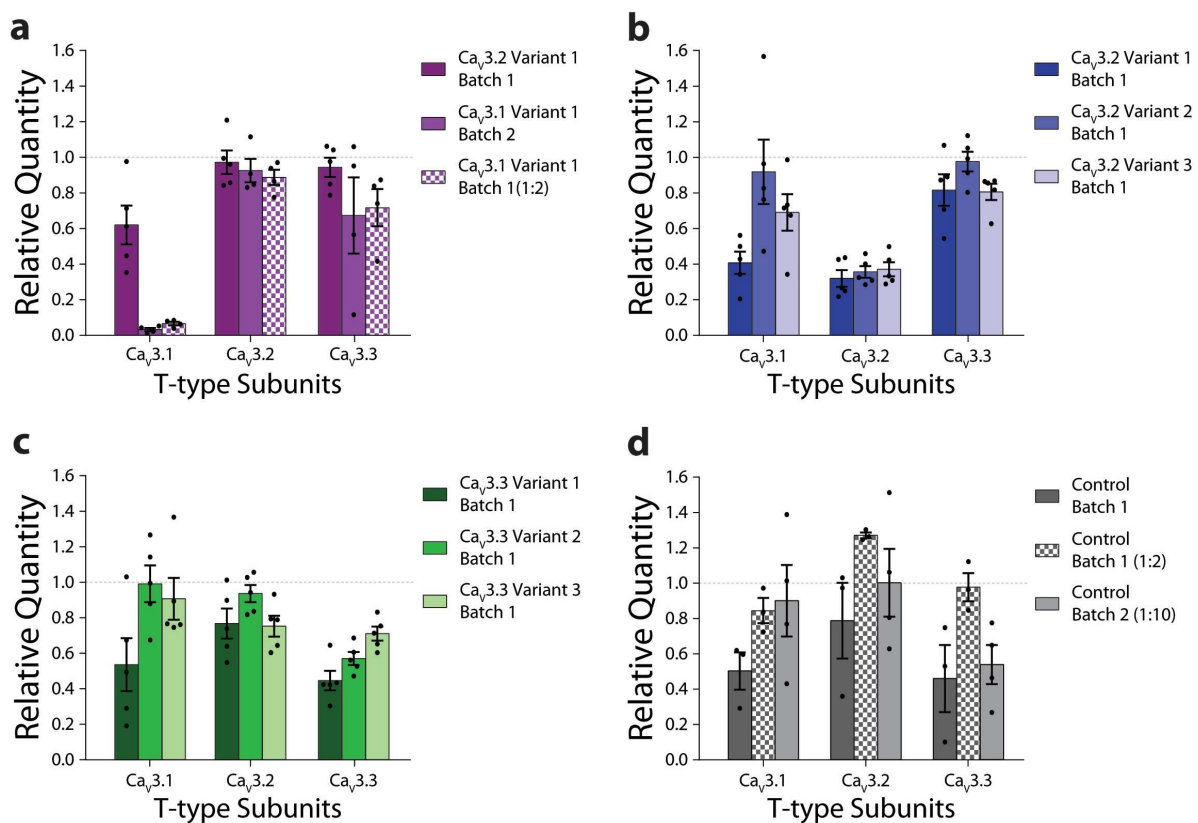 a
Relative Quantity
1.6
1.4
1.2
1.0
0.8
0.6
0.4
0.2
0.0
CaV3.1
CaV3.2
CaV3.3
T-type Subunits
CaV3.2 Variant 1
Batch 1
CaV3.1 Variant 1
Batch 2
CaV3.1 Variant 1
Batch 1(1:2)
b
Relative Quantity
1.6
1.4
1.2
1.0
0.8
0.6
0.4
0.2
0.0
CaV3.1
CaV3.2
CaV3.3
T-type Subunits
CaV3.2 Variant 1
Batch 1
CaV3.2 Variant 2
Batch 1
CaV3.2 Variant 3
Batch 1
c
Relative Quantity
1.6
1.4
1.2
1.0
0.8
0.6
0.4
0.2
0.0
CaV3.1
CaV3.2
CaV3.3
T-type Subunits
CaV3.3 Variant 1
Batch 1
CaV3.3 Variant 2
Batch 1
CaV3.3 Variant 3
Batch 1
d
Relative Quantity
1.6
1.4
1.2
1.0
0.8
0.6
0.4
0.2
0.0
CaV3.1
CaV3.2
CaV3.3
T-type Subunits
Control
Batch 1
Control
Batch 1 (1:2)
Control
Batch 2 (1:10)